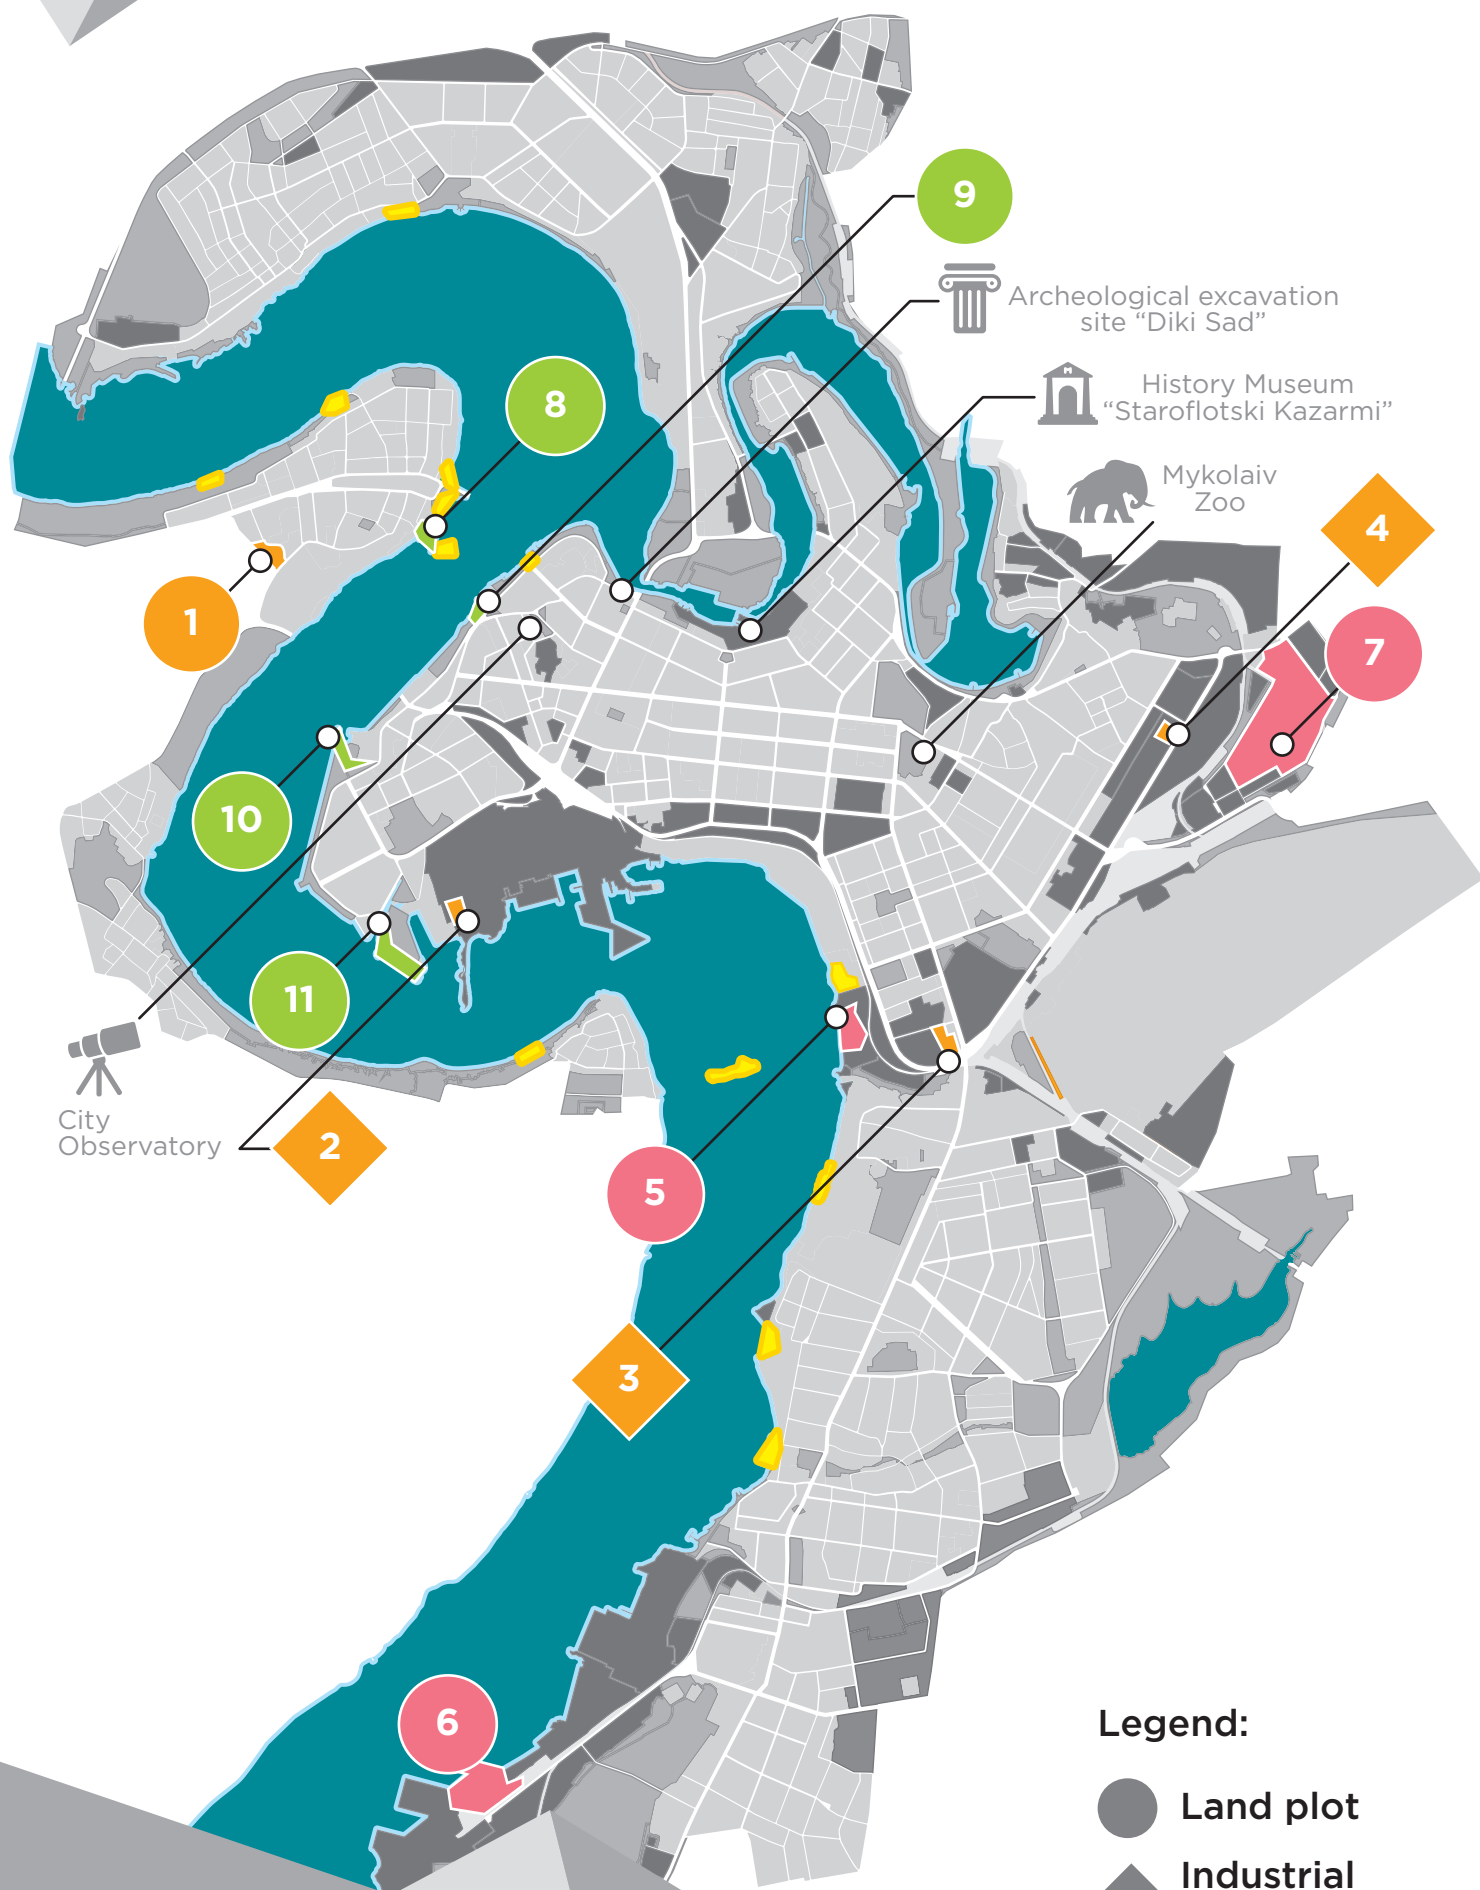 9
Archeological excavation
site “Diki Sad”
History Museum
“Staroflotski Kazarmi”
8
Mykolaiv
Zoo
4
1
7
10
11
City
Observatory
2
5
3
6
Legend:
Land plot
Industrial